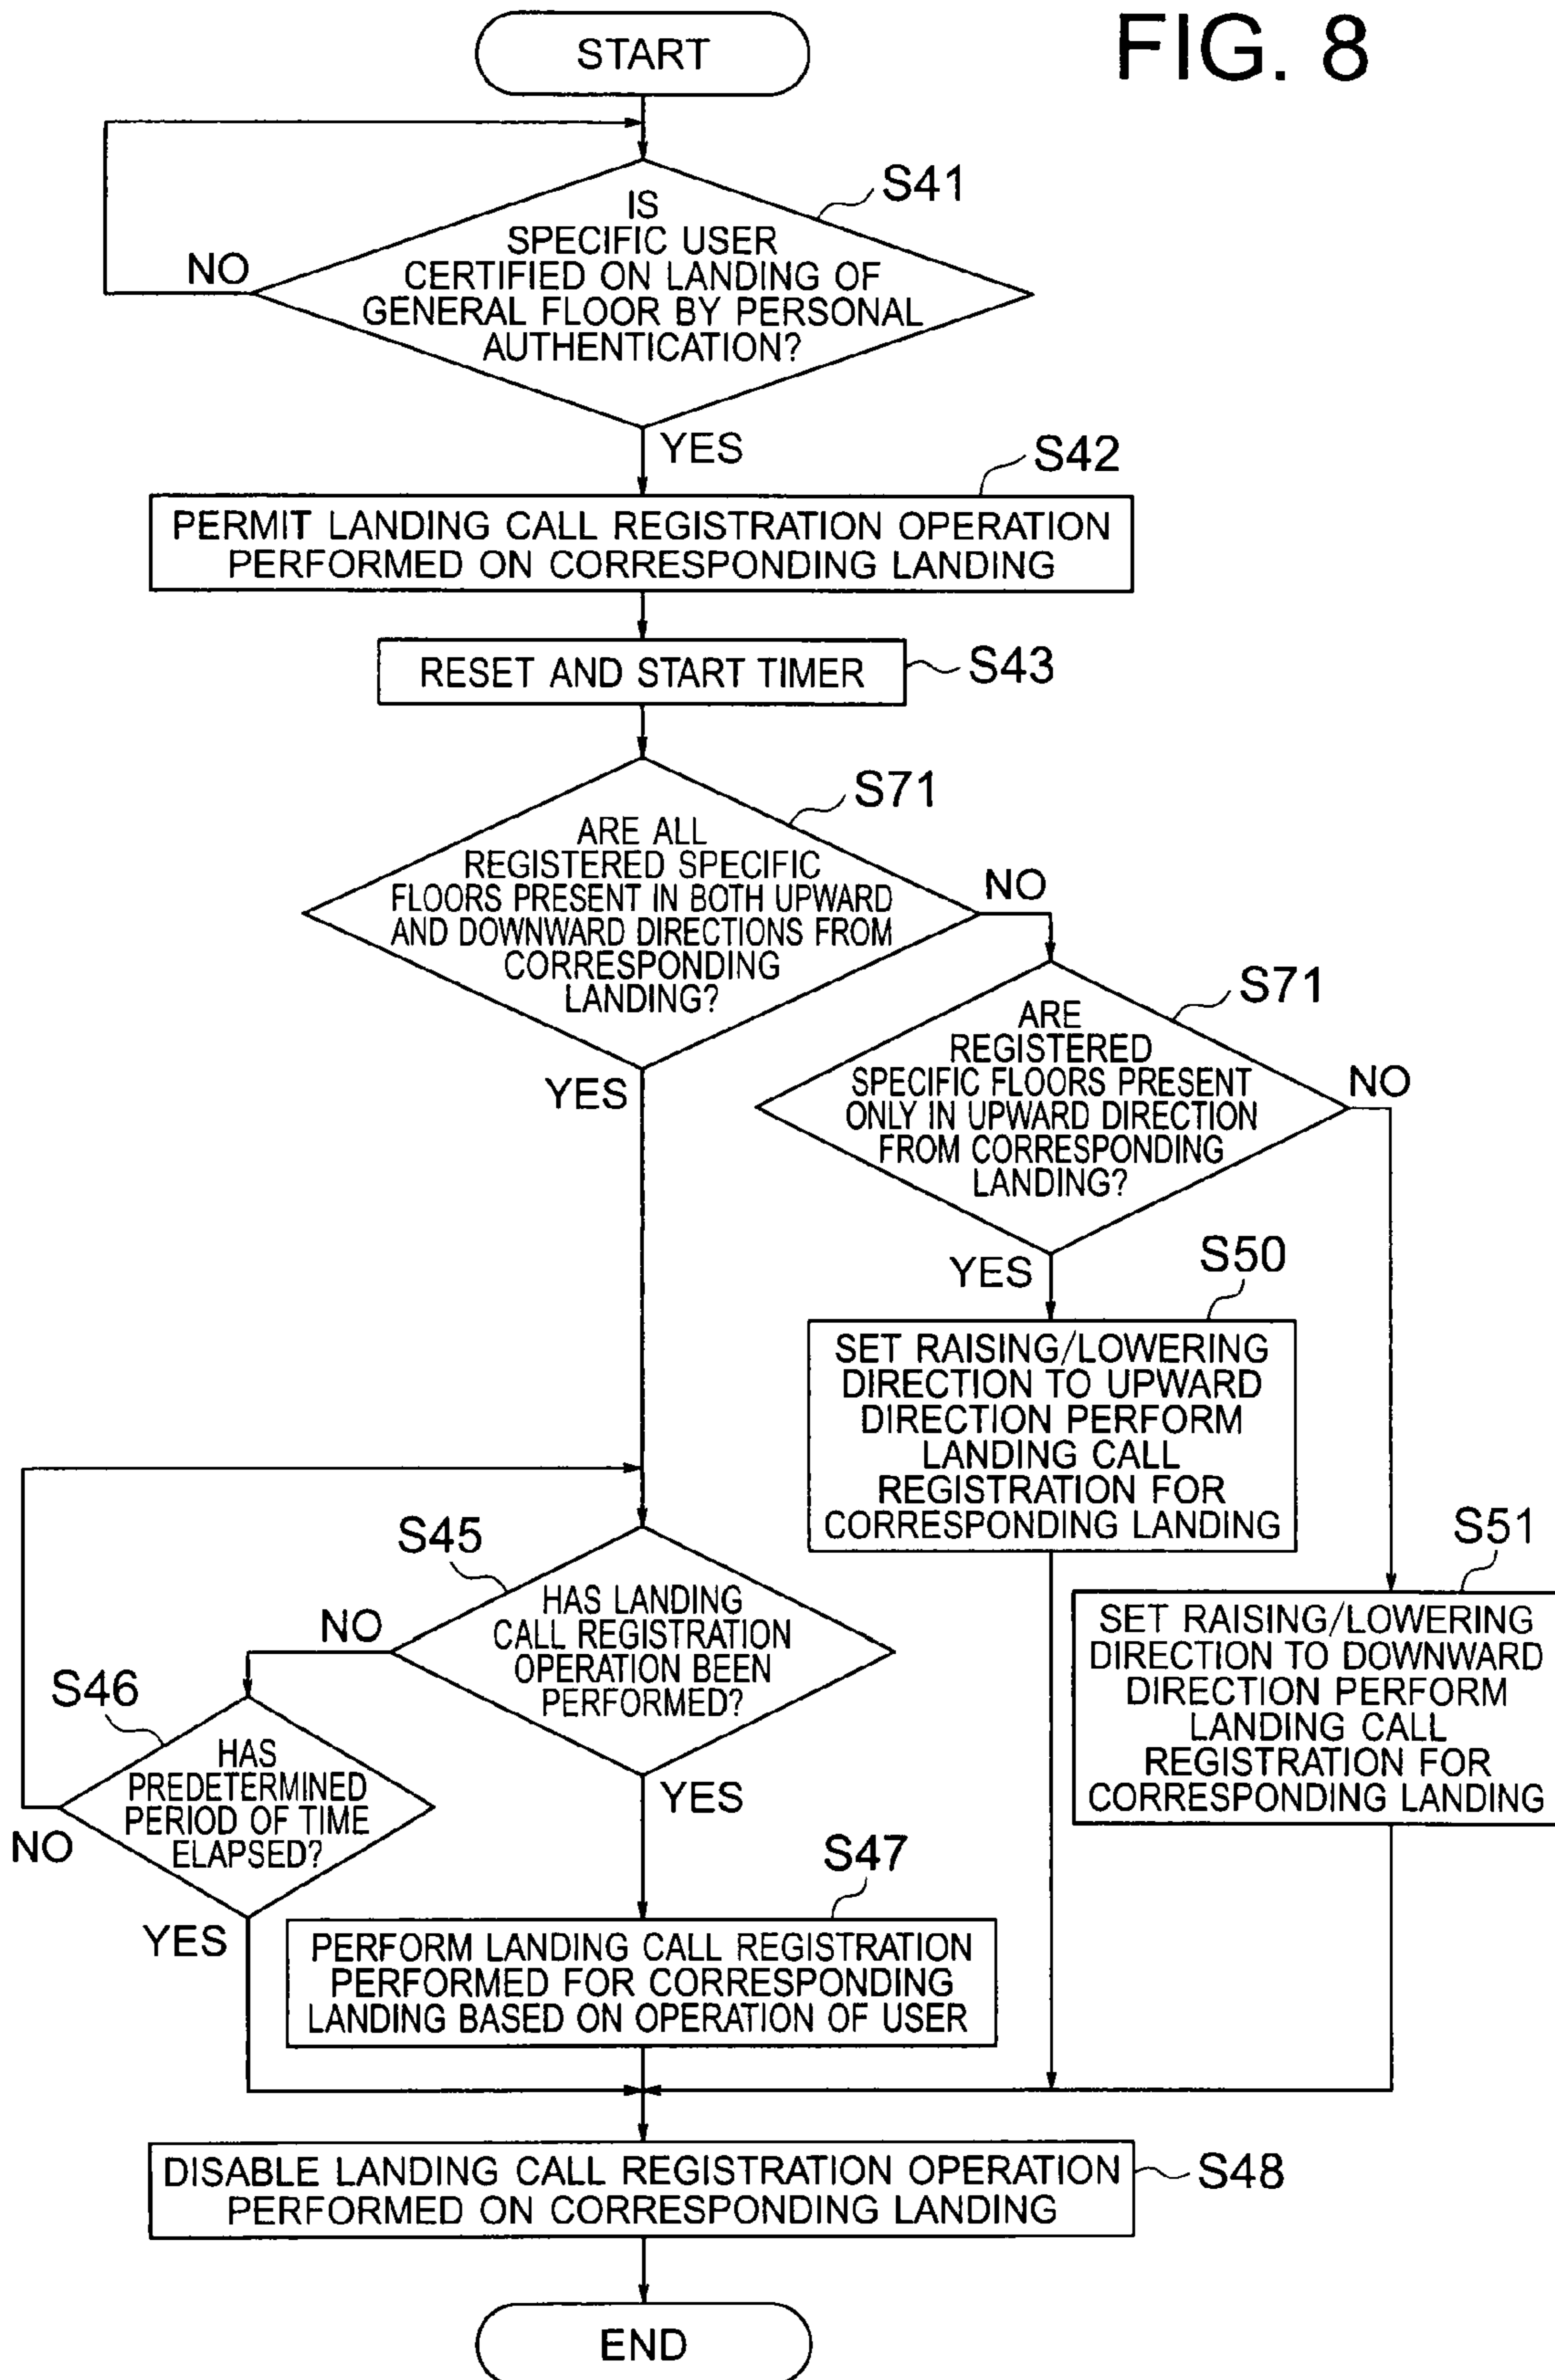 FIG. 8
START
S41
IS
SPECIFIC USER
CERTIFIED ON LANDING OF
GENERAL FLOOR BY PERSONAL
AUTHENTICATION?
NO
YES
S42
PERMIT LANDING CALL REGISTRATION OPERATION
PERFORMED ON CORRESPONDING LANDING
RESET AND START TIMER
S43
S71
ARE ALL
REGISTERED SPECIFIC
FLOORS PRESENT IN BOTH UPWARD
AND DOWNWARD DIRECTIONS FROM
CORRESPONDING
LANDING?
NO
YES
S71
ARE
REGISTERED
SPECIFIC FLOORS PRESENT
ONLY IN UPWARD DIRECTION
FROM CORRESPONDING
LANDING?
NO
YES
S50
SET RAISING/LOWERING
DIRECTION TO UPWARD
DIRECTION PERFORM
LANDING CALL
REGISTRATION FOR
CORRESPONDING LANDING
S51
SET RAISING/LOWERING
DIRECTION TO DOWNWARD
DIRECTION PERFORM
LANDING CALL
REGISTRATION FOR
CORRESPONDING LANDING
S45
HAS LANDING
CALL REGISTRATION
OPERATION BEEN
PERFORMED?
NO
YES
S46
HAS
PREDETERMINED
PERIOD OF TIME
ELAPSED?
NO
YES
S47
PERFORM LANDING CALL REGISTRATION
PERFORMED FOR CORRESPONDING
LANDING BASED ON OPERATION OF USER
DISABLE LANDING CALL REGISTRATION OPERATION
PERFORMED ON CORRESPONDING LANDING
S48
END